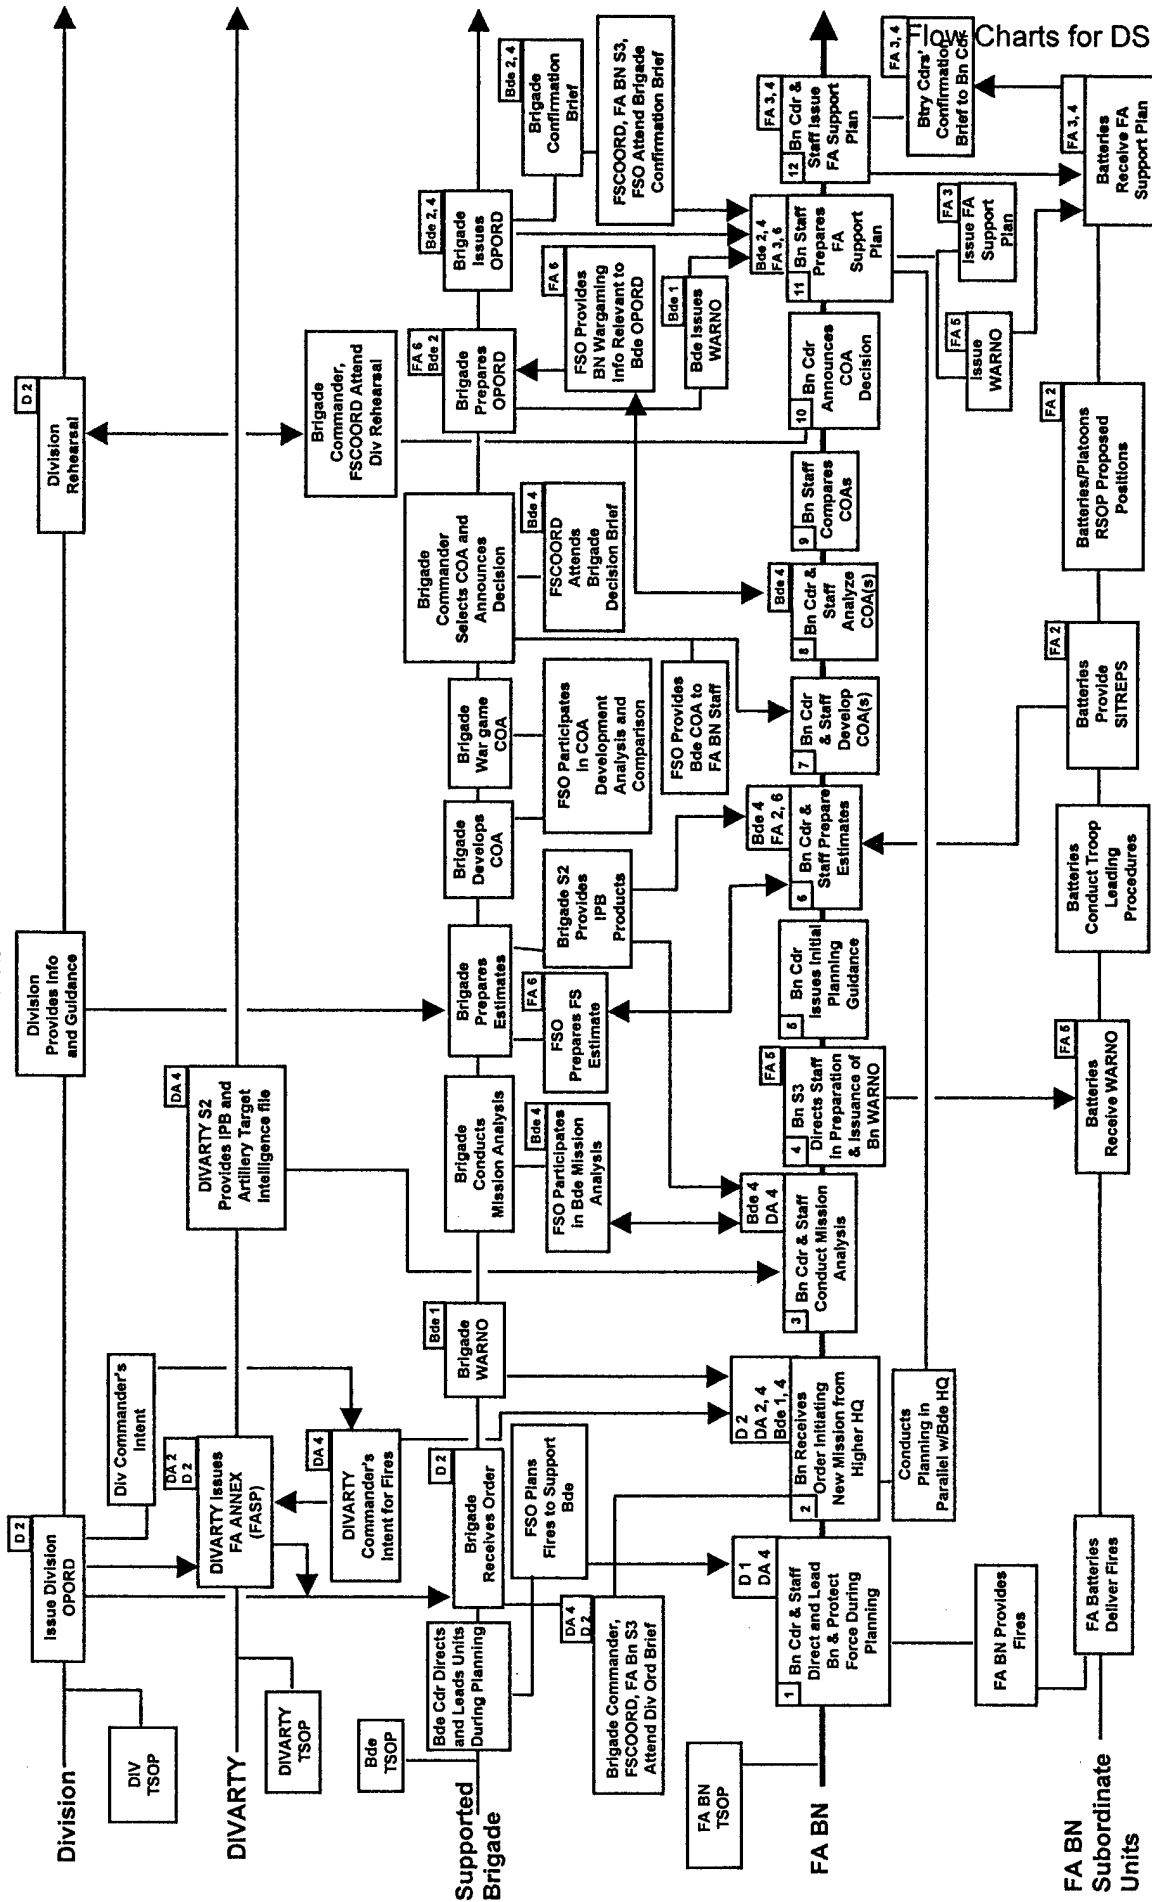 Flow Charts for DS
Division
DIV
TSOP
D 2
Issue Division
OPORD
Div Commander's
Intent
Division
Provides Info
and Guidance
D 2
Division
Rehearsal
DIVARTY
DIVARTY
TSOP
DA 2
D 2
DIVARTY Issues
FA ANNEX
(FASP)
DA 4
DIVARTY
Commander's
Intent for Fires
DA 4
DIVARTY S2
Provides IPB and
Artillery Target
Intelligence file
Brigade
Commander,
FSCOORD Attend
Div Rehearsal
Supported
Brigade
Bde
TSOP
Bde Cdr Directs
and Leads Units
During Planning
D 2
Brigade
Receives Order
Bde 1
Brigade
WARNO
Brigade
Conducts
Mission Analysis
Brigade
Prepares
Estimates
Brigade
Develops
COA
Brigade
War game
COA
Brigade
Commander
Selects COA and
Announces
Decision
FA 6
Bde 2
Brigade
Prepares
OPORD
Bde 2, 4
Brigade
Issues
OPORD
Bde 2, 4
Brigade
Confirmation
Brief
DA 4
D 2
Brigade Commander,
FSCOORD, FA Bn S3
Attend Div Ord Brief
FSO Plans
Fires to Support
Bde
Bde 4
FSO Participates
in Bde Mission
Analysis
FA 6
FSO
Prepares FS
Estimate
Brigade S2
Provides
IPB
Products
FSO Participates
in COA
Development
Analysis and
Comparison
FSO Provides
Bde COA to
FA BN Staff
Bde 4
FSCOORD
Attends
Brigade
Decision Brief
FA 6
FSO Provides
BN Wargaming
Info Relevant to
Bde OPORD
Bde 1
Bde Issues
WARNO
FSCOORD, FA BN S3,
FSO Attend Brigade
Confirmation Brief
FA BN
FA BN
TSOP
D 1
DA 4
1
Bn Cdr & Staff
Direct and Lead
Bn & Protect
Force During
Planning
D 2
DA 2, 4
Bde 1, 4
2
Bn Receives
Order Initiating
New Mission from
Higher HQ
Bde 4
DA 4
3
Bn Cdr & Staff
Conduct Mission
Analysis
FA 5
4
Bn S3
Directs Staff
in Preparation
& Issuance of
Bn WARNO
5
Bn Cdr
Issues Initial
Planning
Guidance
Bde 4
FA 2, 6
6
Bn Cdr &
Staff Prepare
Estimates
7
Bn Cdr
& Staff
Develop
COA(s)
Bde 4
8
Bn Cdr &
Staff
Analyze
COA(s)
9
Bn Staff
Compares
COAs
10
Bn Cdr
Announces
COA
Decision
Bde 2, 4
FA 3, 6
11
Bn Staff
Prepares
FA
Support
Plan
FA 3, 4
12
Bn Cdr &
Staff Issue
FA Support
Plan
FA 3, 4
Btry Cdrs'
Confirmation
Brief to Bn Cdr
Conducts
Planning in
Parallel w/Bde HQ
FA 5
Issue
WARNO
FA 3
Issue FA
Support
Plan
FA BN
Subordinate
Units
FA BN Provides
Fires
FA Batteries
Deliver Fires
FA 5
Batteries
Receive WARNO
Batteries
Conduct Troop
Leading
Procedures
FA 2
Batteries
Provide
SITREPS
FA 2
Batteries/Platoons
RSOP Proposed
Positions
FA 3, 4
Batteries
Receive FA
Support Plan